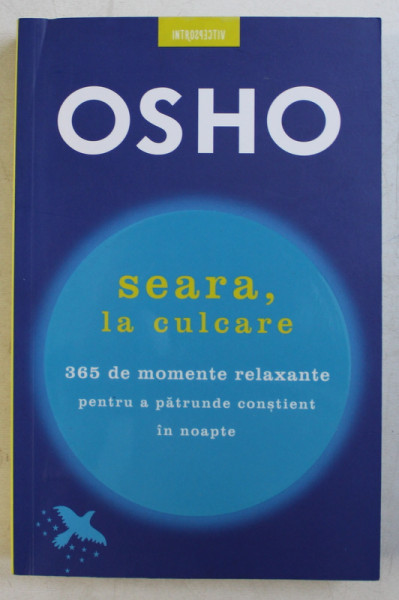 INTROSPECTIV
OSHO
seara,
la culcare
365 de momente relaxante
pentru a pătrunde conștient
în noapte